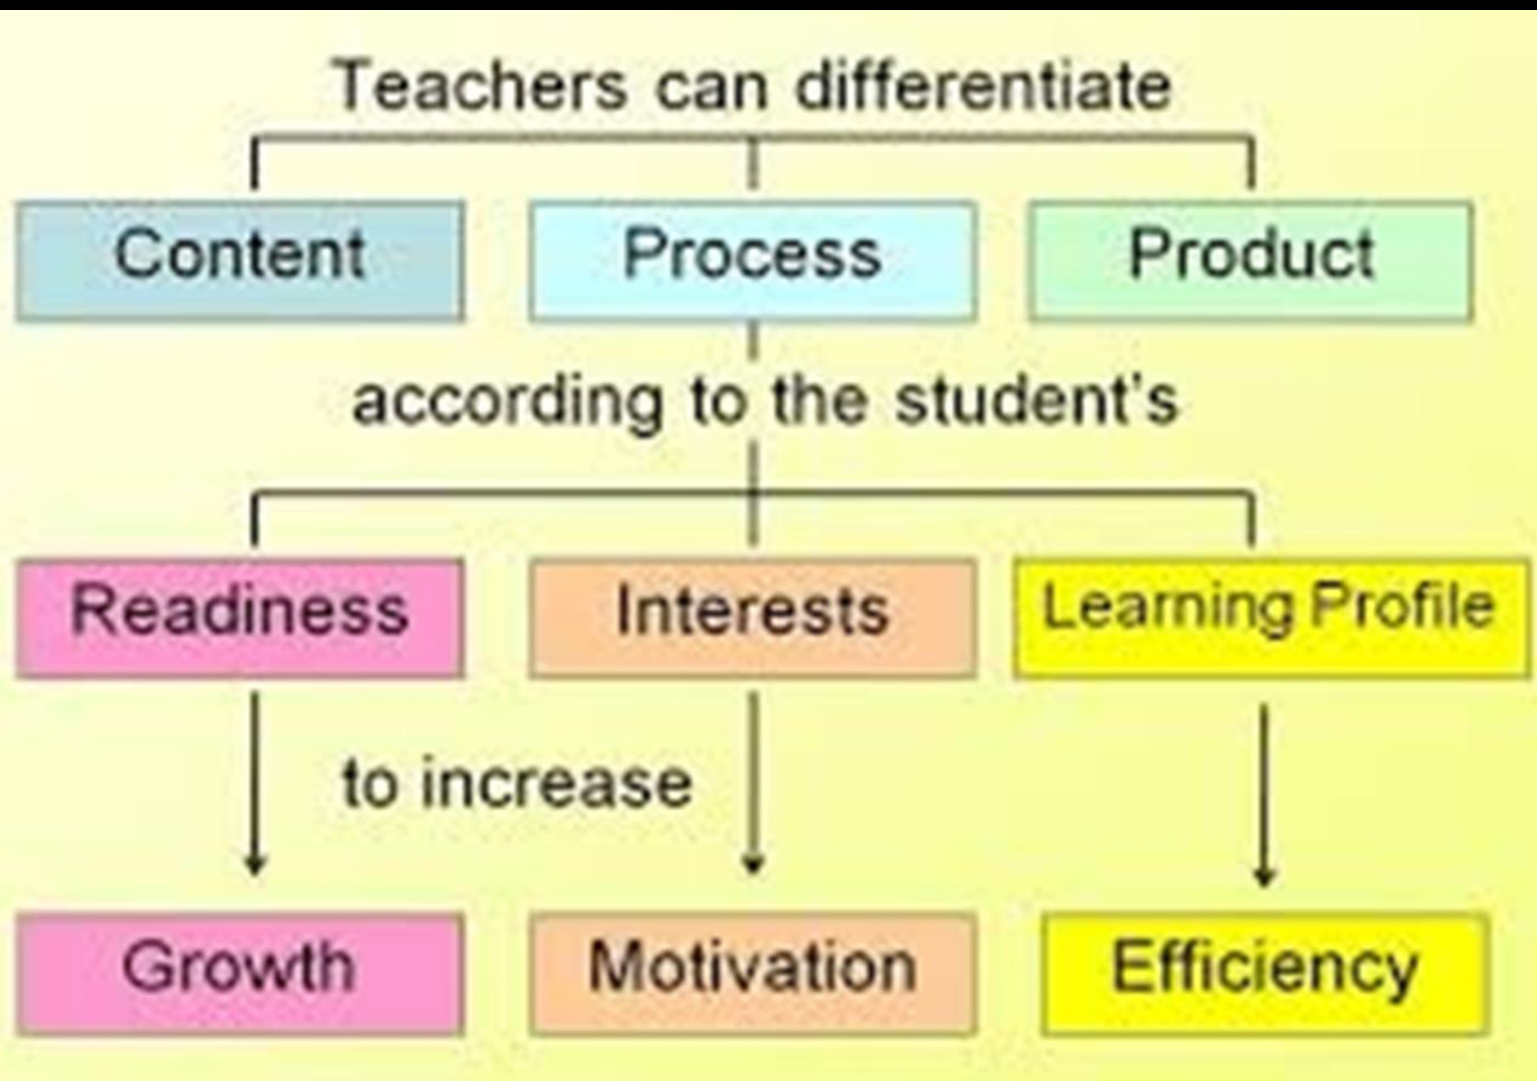 Teachers can differentiate
Content Process Product
according to the student's
Readiness Interests Learning Profile
to increase
Growth Motivation Efficiency